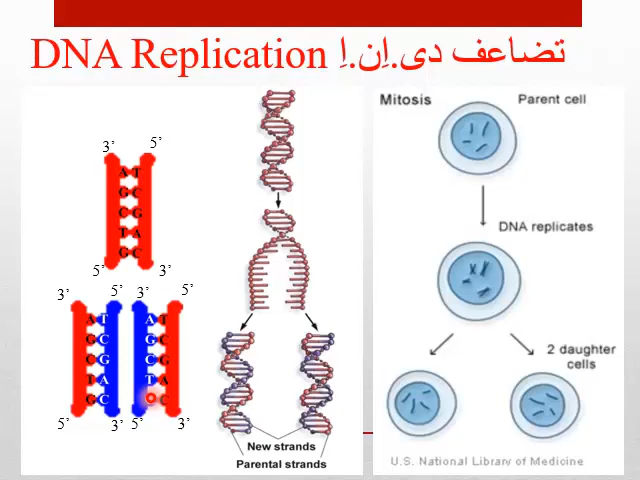 DNA Replication تضاعف دی.اِن.اِ
3’ 5’
A T
G C
C G
T A
G C
5’ 3’
3’ 5’ 3’ 5’
A T A T
G C G C
C G C G
T A T A
G C C
5’ 3’ 5’ 3’
New strands
Parental strands
Mitosis
Parent cell
DNA replicates
2 daughter
cells
U.S. National Library of Medicine